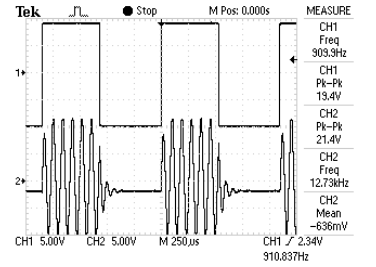 Tek Stop M Pos: 0.000s MEASURE
CH1
Freq
909.9Hz
1
CH1
Pk-Pk
19.4V
CH2
Pk-Pk
21.4V
CH2
Freq
12.73kHz
2
CH2
Mean
-636mV
CH1 5.00V CH2 5.00V M 250µs CH1 / 2.34V
910.837Hz